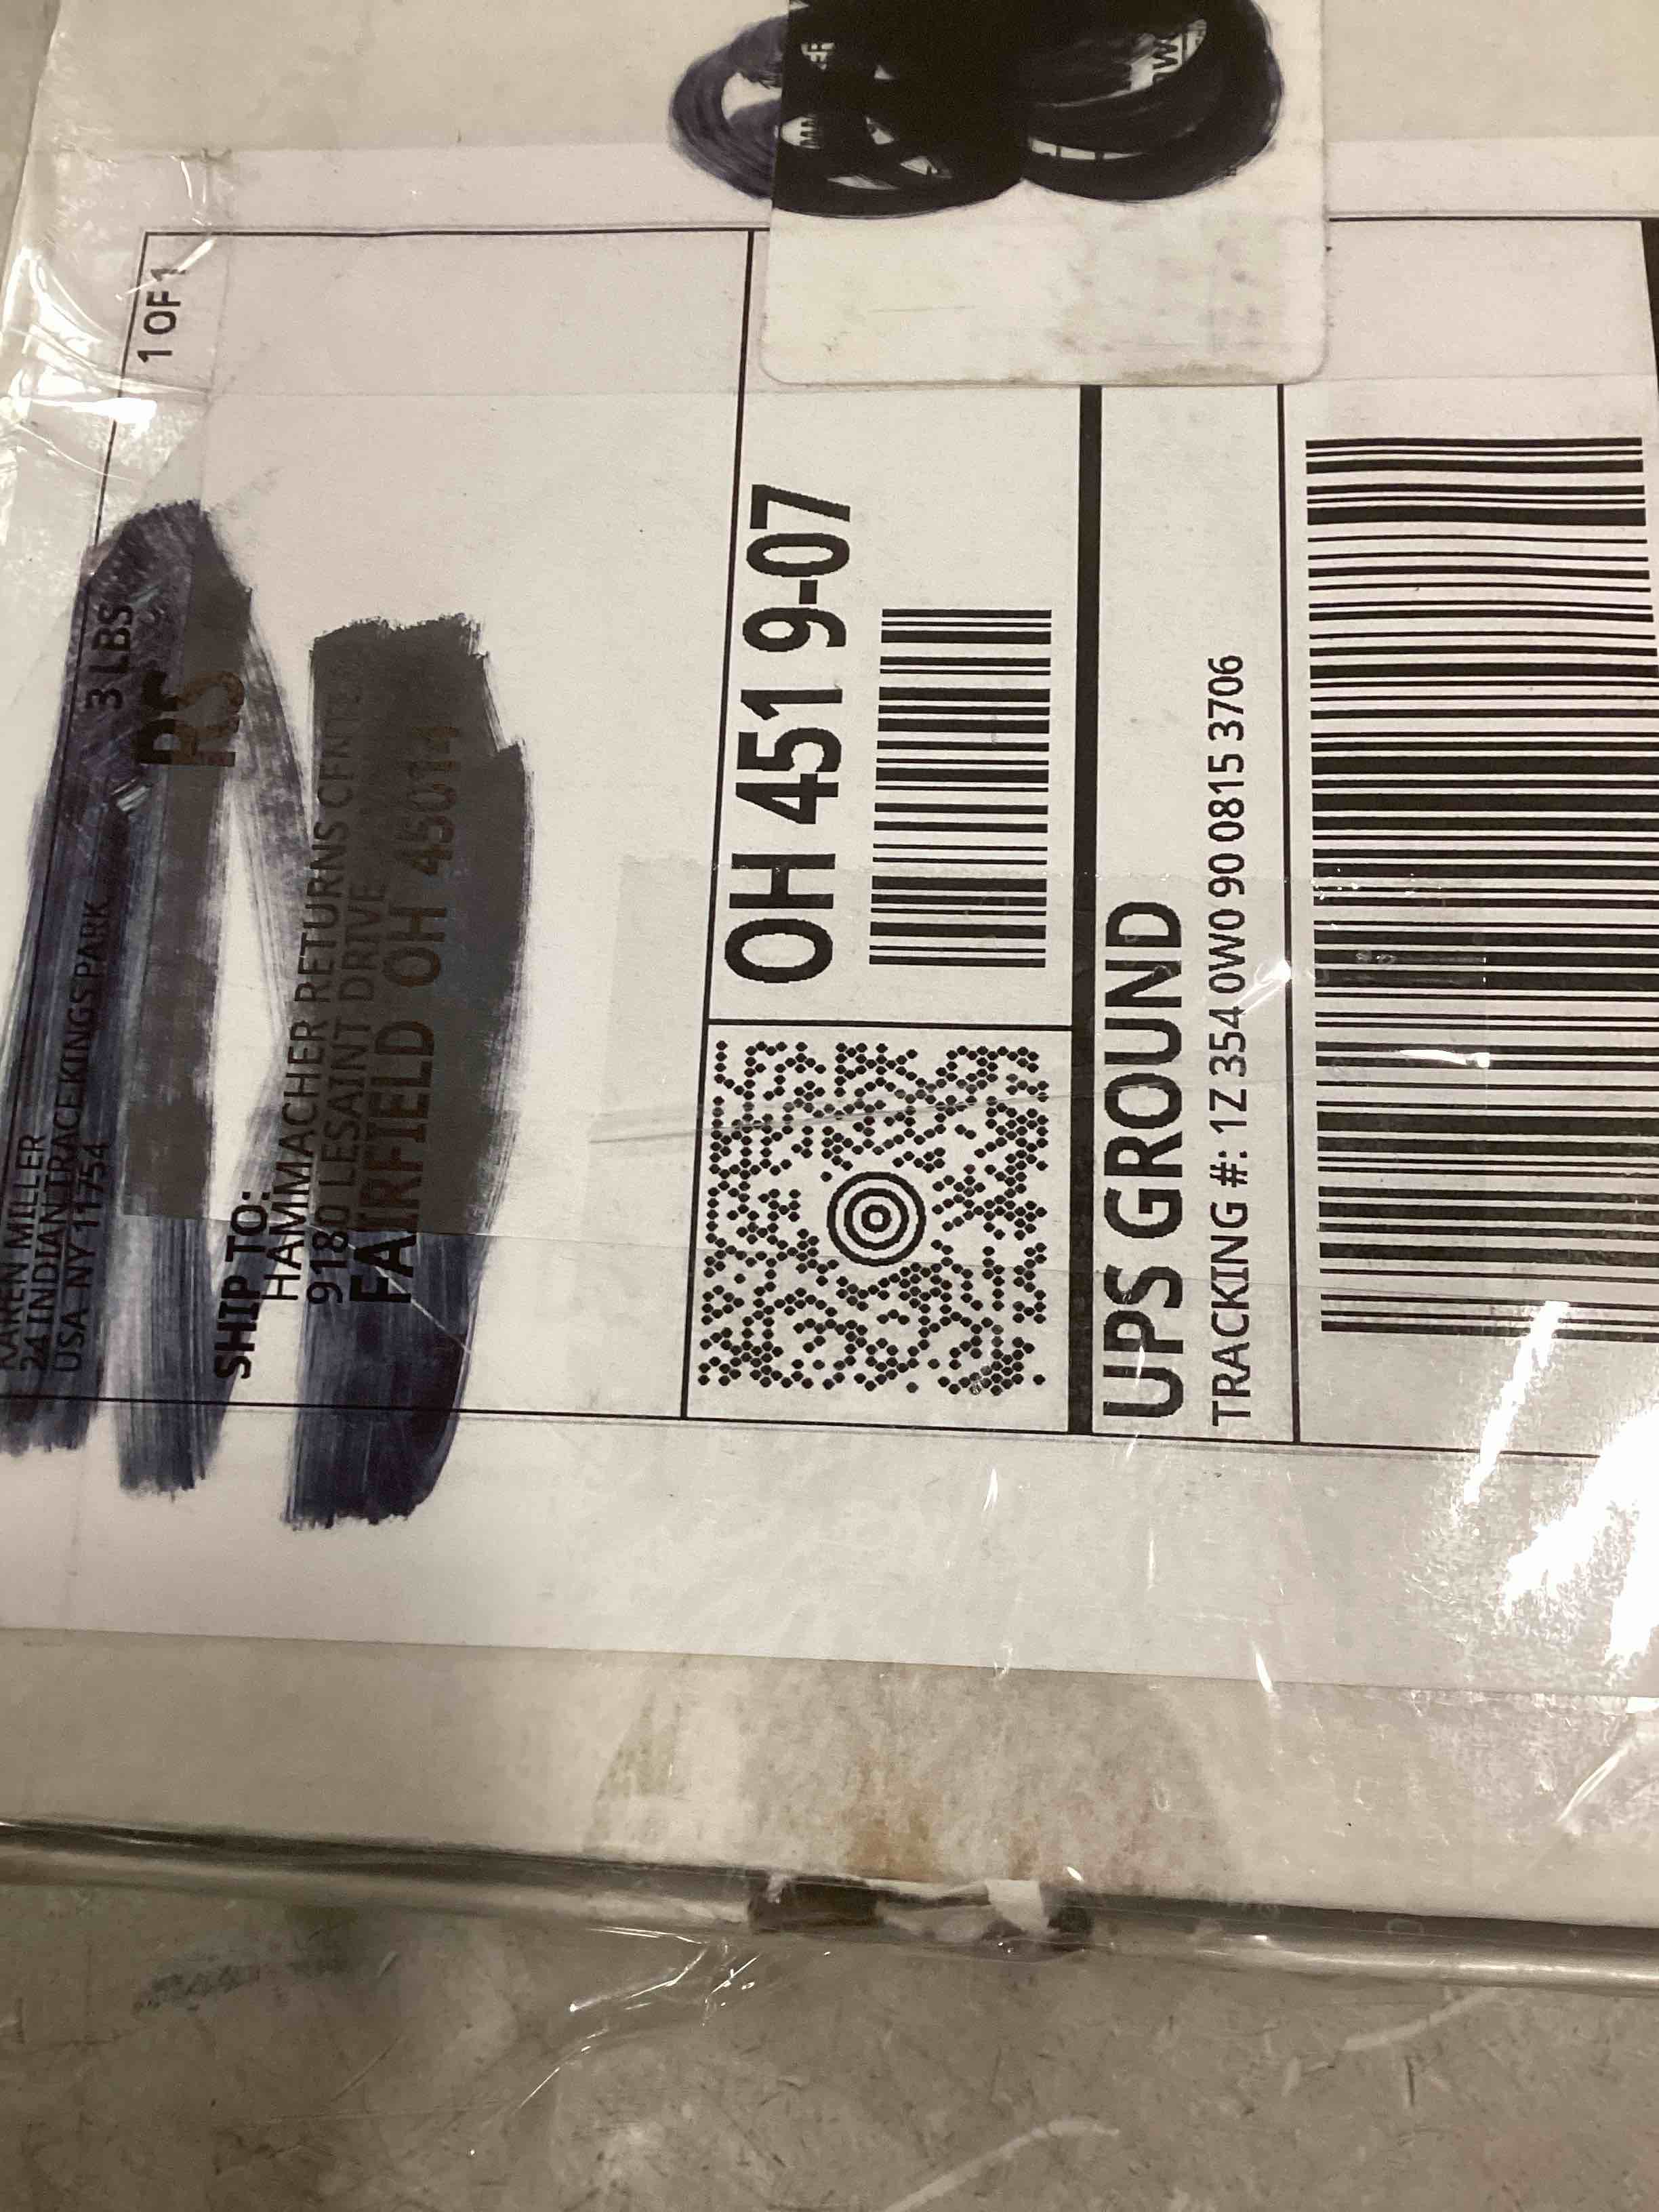 KAREN MILLER 3 LBS 1 OF 1
24 INDIAN TRACE,KINGS PARK
USA NY 11754
RS
SHIP TO:
HAMMACHER RETURNS CENTE
9180 LESAINT DRIVE
FAIRFIELD OH 45014
OH 451 9-07
UPS GROUND
TRACKING #: 1Z 354 0W0 90 0815 3706